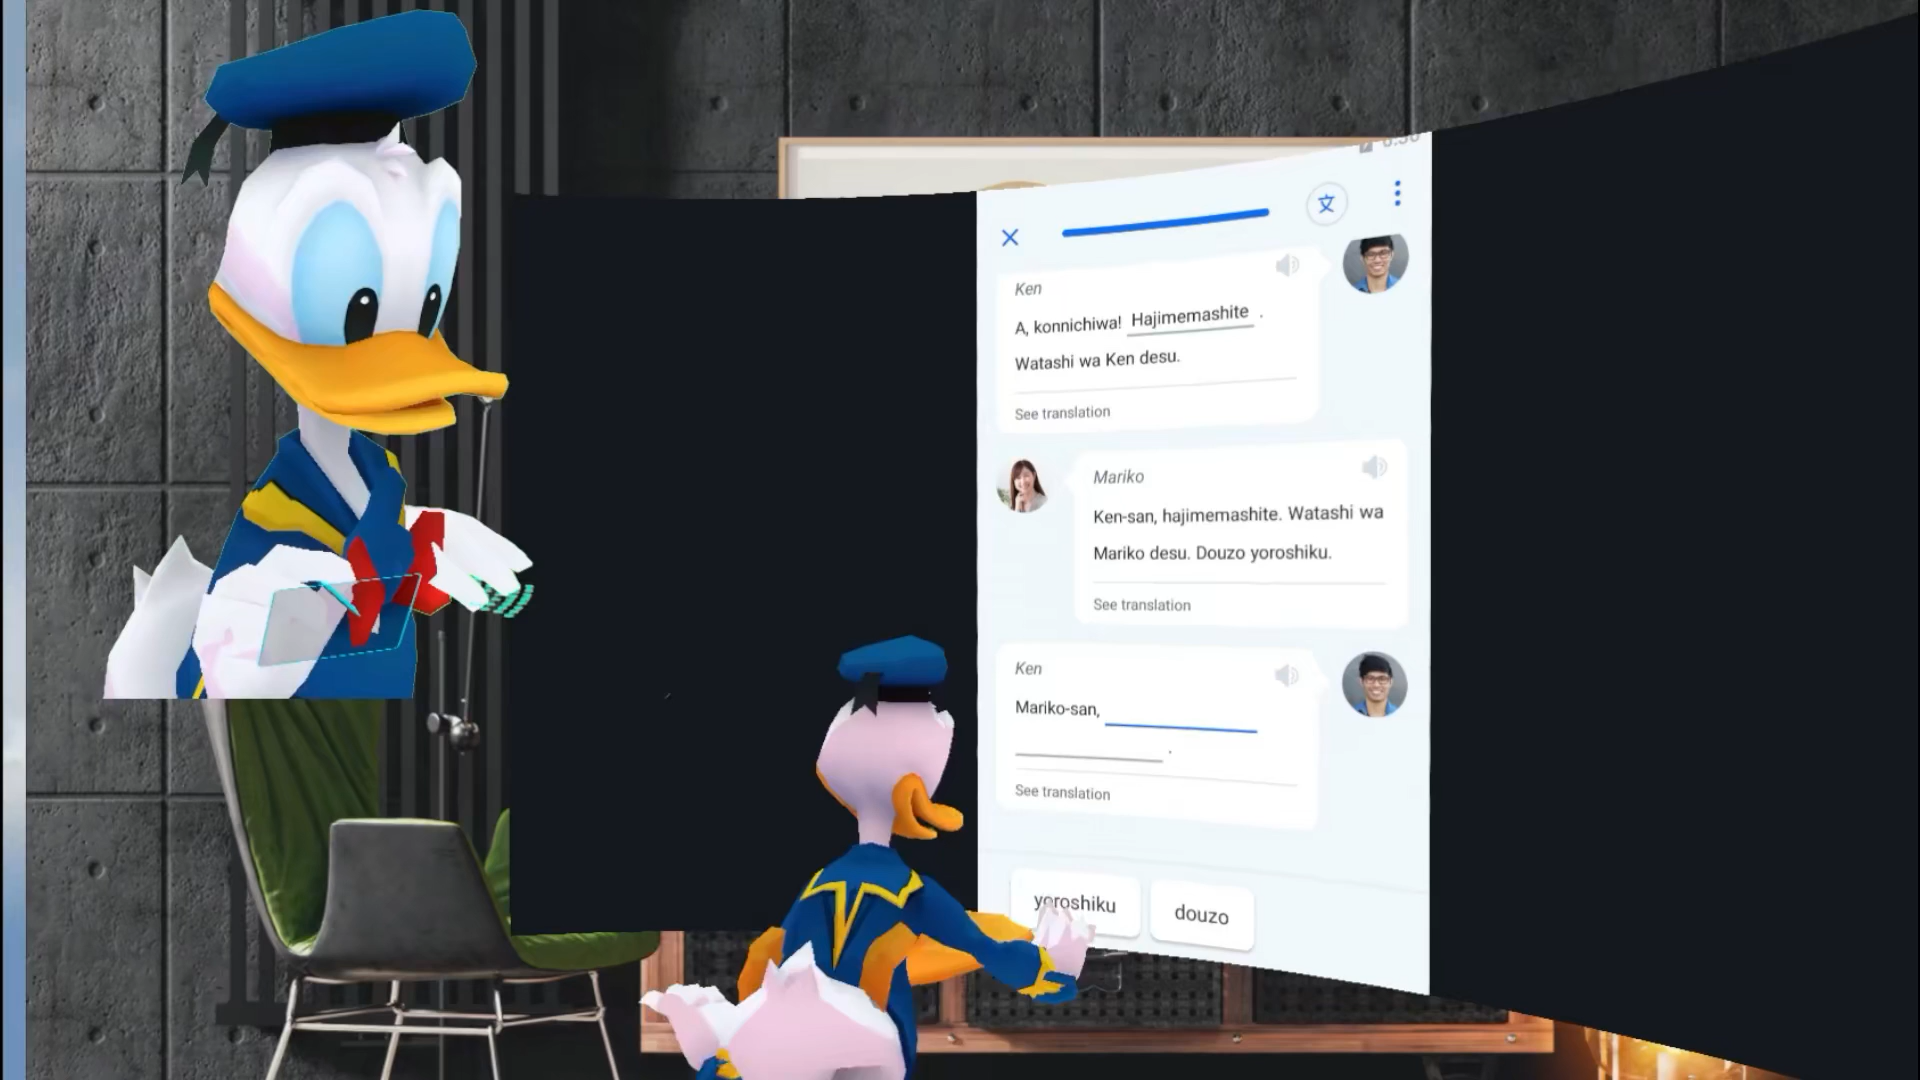 Ken
A, konnichiwa! Hajimemashite .
Watashi wa Ken desu.
See translation
Mariko
Ken-san, hajimemashite. Watashi wa
Mariko desu. Douzo yoroshiku.
See translation
Ken
Mariko-san,
.
See translation
yoroshiku
douzo